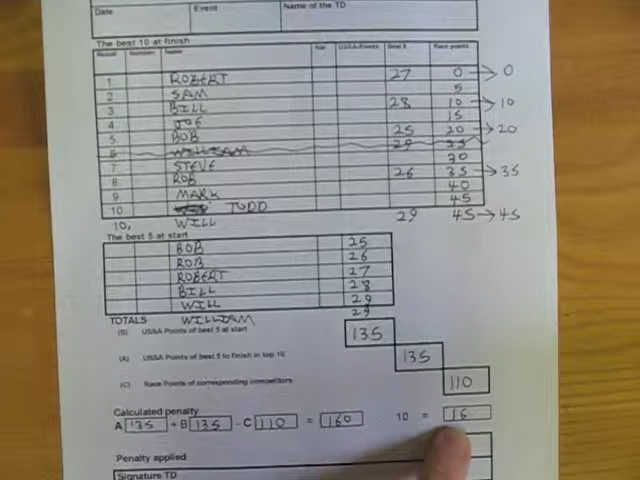 Date Event Name of the TD
The best 10 at finish
Number Name Nat USSA-Points Best 5 Race points
1 ROBERT 27 0 → 0
2 SAM 5
3 BILL 28 10 → 10
4 JOE 15
5 BOB 25 20 → 20
6 WILLIAM 29 25
7 STEVE 30
8 ROB 26 35 → 35
9 MARK 40
10 TODD 45
10, WILL 29 45 → 45
The best 5 at start
BOB 25
ROB 26
ROBERT 27
BILL 28
WILL 29
TOTALS WILLIAM 29
(B) USSA Points of best 5 at start 135
(A) USSA Points of best 5 to finish in top 10 135
(C) Race Points of corresponding competitors 110
Calculated penalty
A 135 + B 135 - C 110 = 160 10 = 16
Penalty applied
Signature TD